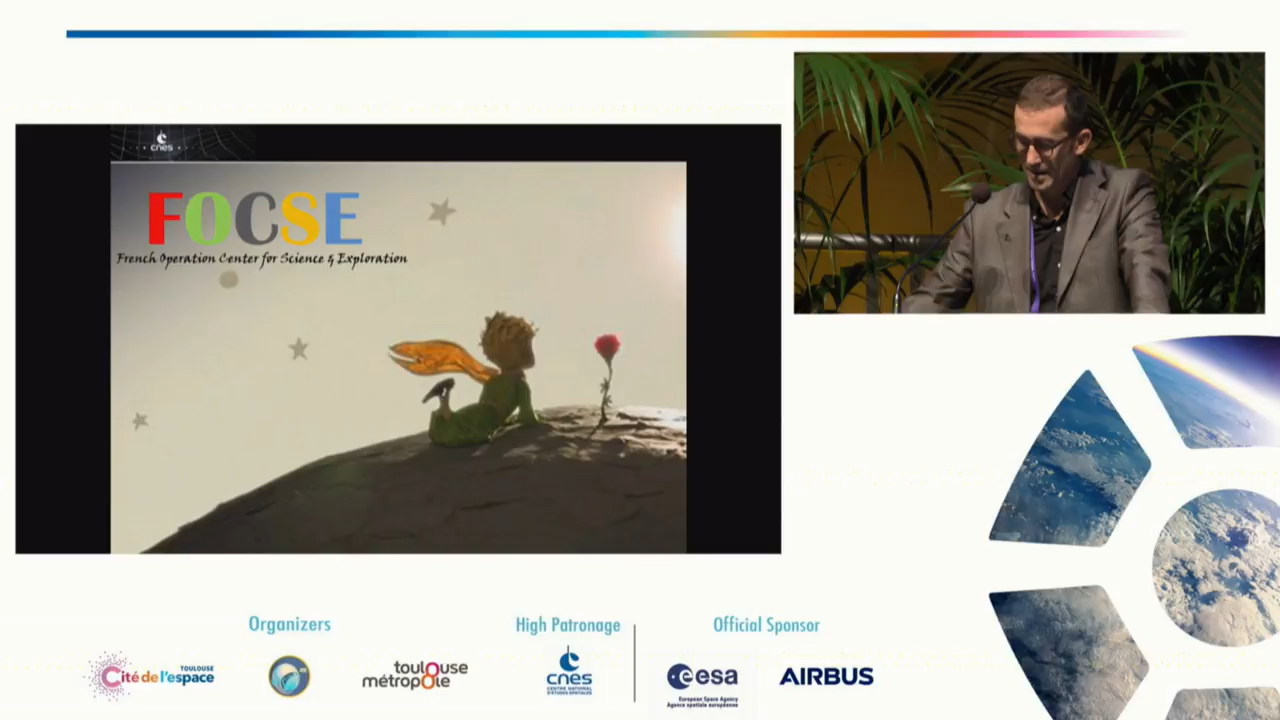 cnes
FOCSE
French Operation Center for Science & Exploration
Organizers
High Patronage
Official Sponsor
Cité de l'espace
TOULOUSE
toulouse
métropole
cnes
CENTRE NATIONAL
D'ÉTUDES SPATIALES
esa
European Space Agency
Agence spatiale européenne
AIRBUS